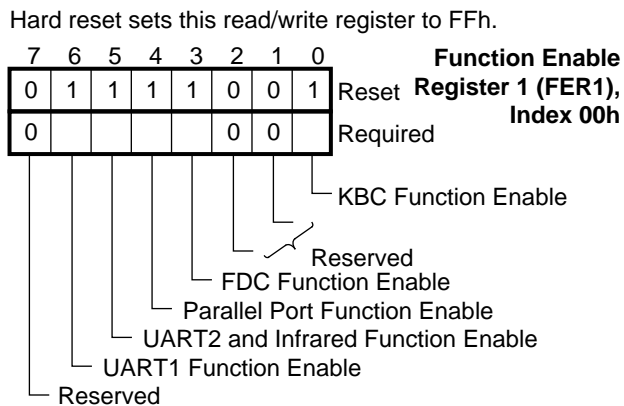 Hard reset sets this read/write register to FFh.
7 6 5 4 3 2 1 0
Function Enable
Register 1 (FER1),
Index 00h
0 1 1 1 1 0 0 1 Reset
0 0 0 Required
KBC Function Enable
Reserved
FDC Function Enable
Parallel Port Function Enable
UART2 and Infrared Function Enable
UART1 Function Enable
Reserved